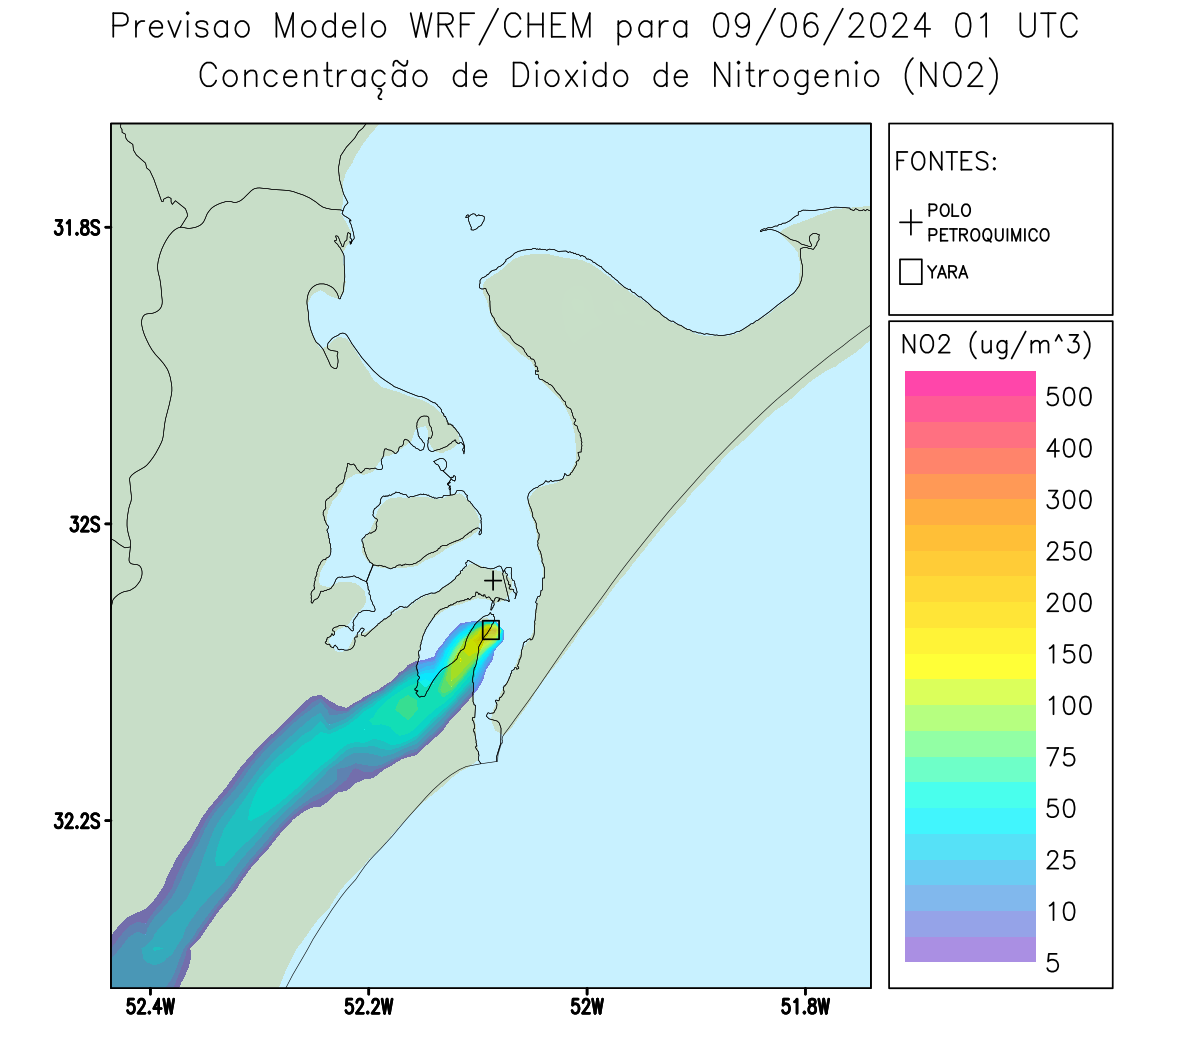 Previsao Modelo WRF/CHEM para 09/06/2024 01 UTC
Concentração de Dioxido de Nitrogenio (NO2)
FONTES:
POLO
PETROQUIMICO
YARA
NO2 (ug/m^3)
500
400
300
250
200
150
100
75
50
25
10
5
31.8S
32S
32.2S
52.4W
52.2W
52W
51.8W